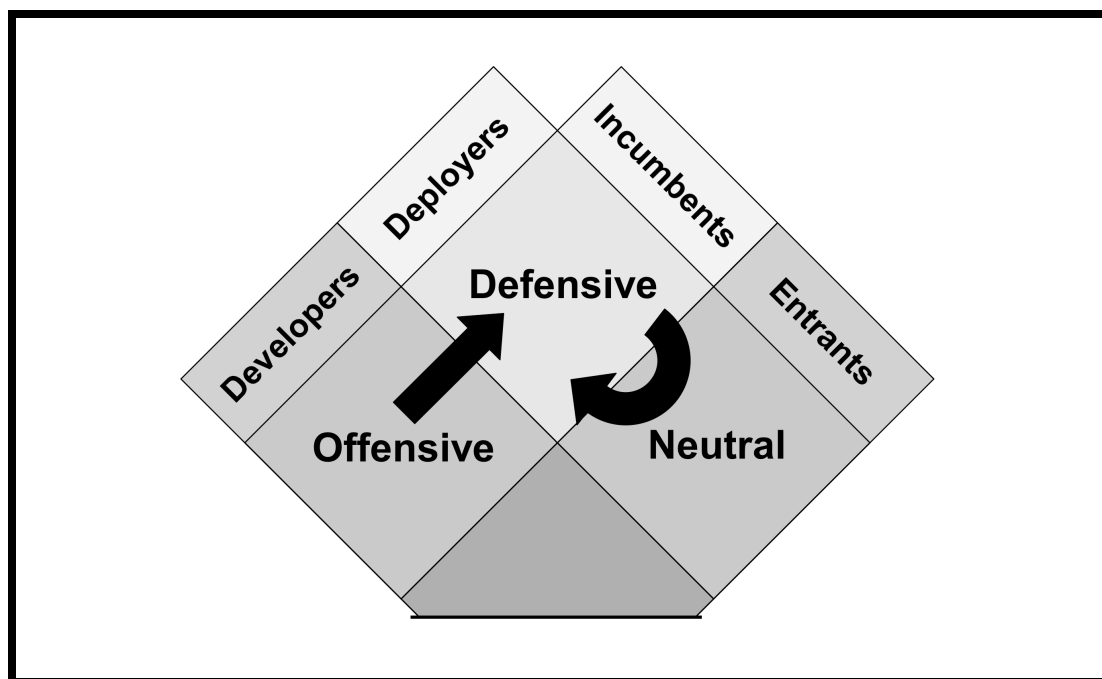 Deployers
Incumbents
Developers
Defensive
Entrants
Offensive
Neutral